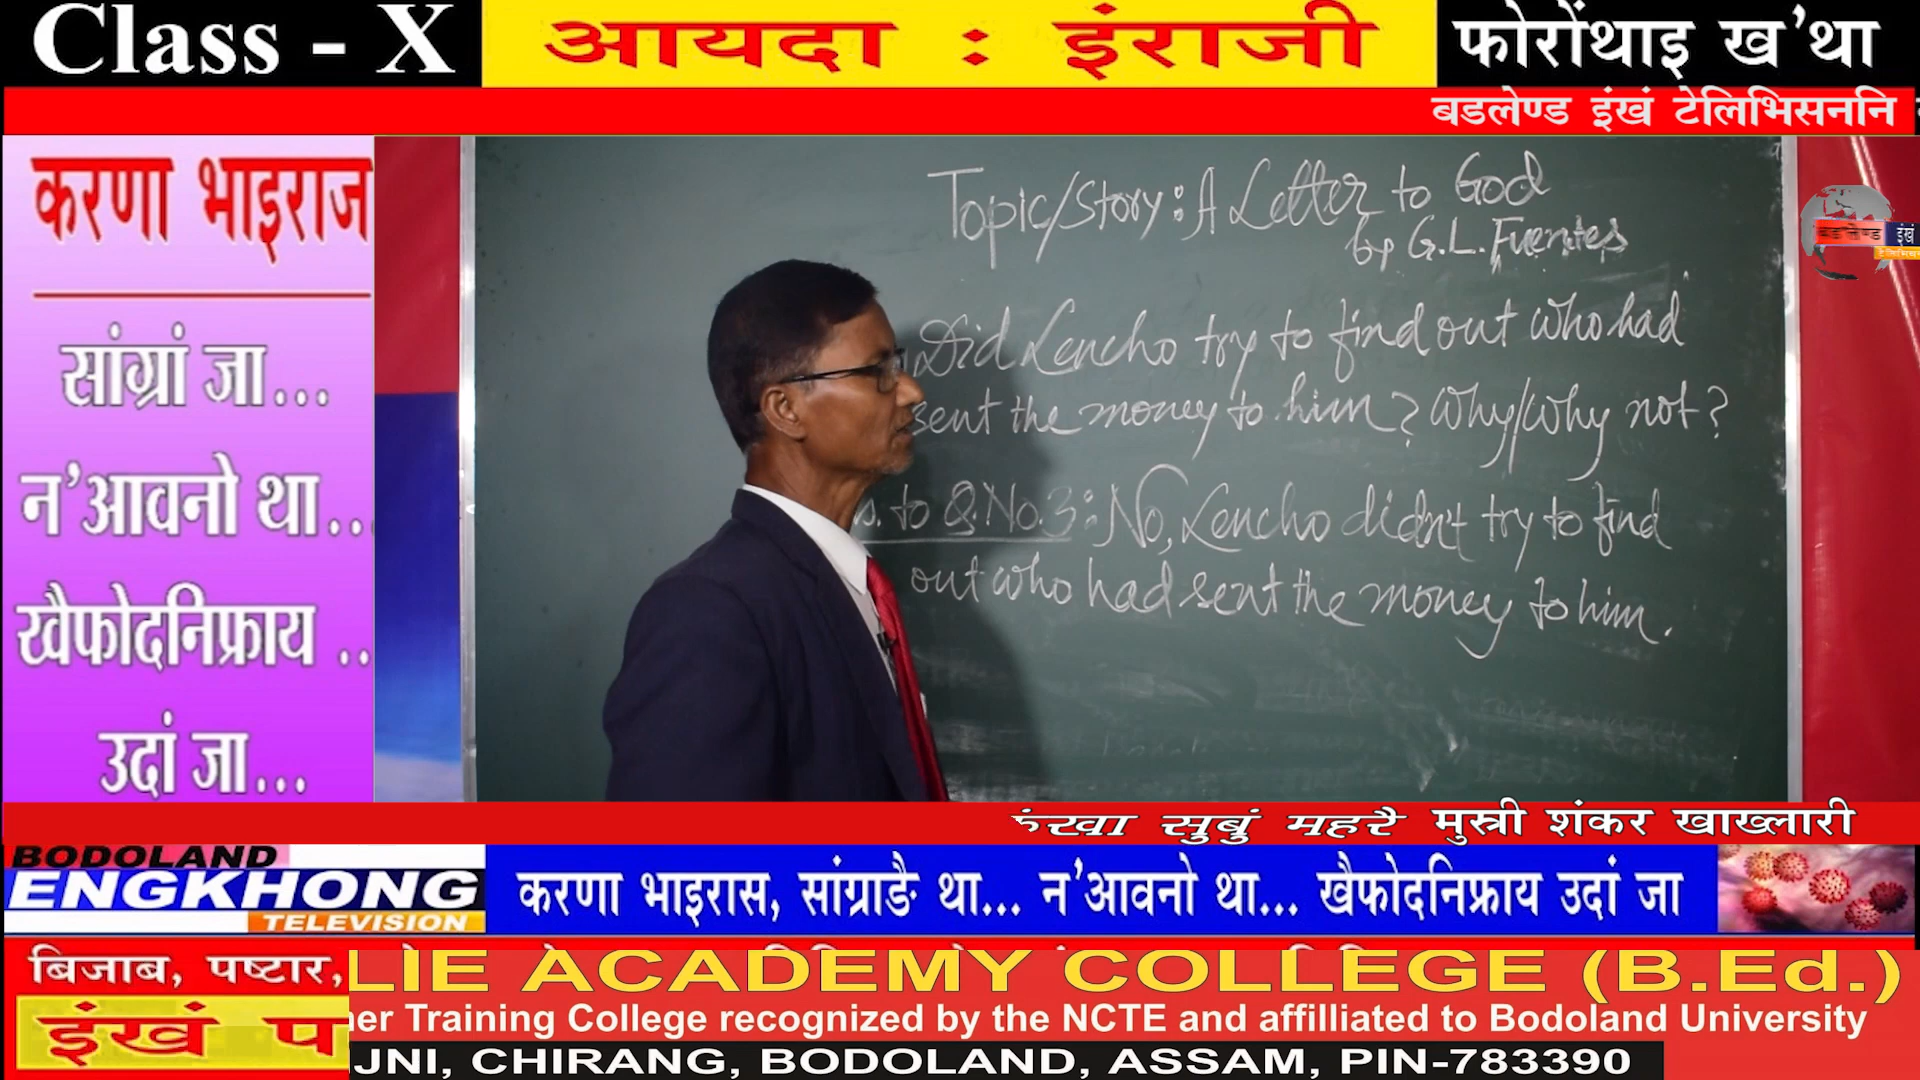 Class - X
आयदा : इंराजी
फोरोंथाइ ख'था
बडलेण्ड इंखं टेलिभिसननि
करणा भाइराज
सांग्रां जा...
न'आवनो था...
खैफोदनिफ्राय ..
उदां जा...
Topic/Story: A Letter to God
by G.L. Fuentes
Did Lencho try to find out who had
sent the money to him? Why/Why not?
s. to Q.No.3: No, Lencho didn't try to find
out who had sent the money to him.
बडलेण्ड इंखं
सुबुं महरै मुस्री शंकर खाख्लारी
BODOLAND
ENGKHONG
TELEVISION
करणा भाइरास, सांग्राङै था... न'आवनो था... खैफोदनिफ्राय उदां जा
बिजाब, पष्टार,
इंखं प
LIE ACADEMY COLLEGE (B.Ed.)
her Training College recognized by the NCTE and affilliated to Bodoland University
JNI, CHIRANG, BODOLAND, ASSAM, PIN-783390